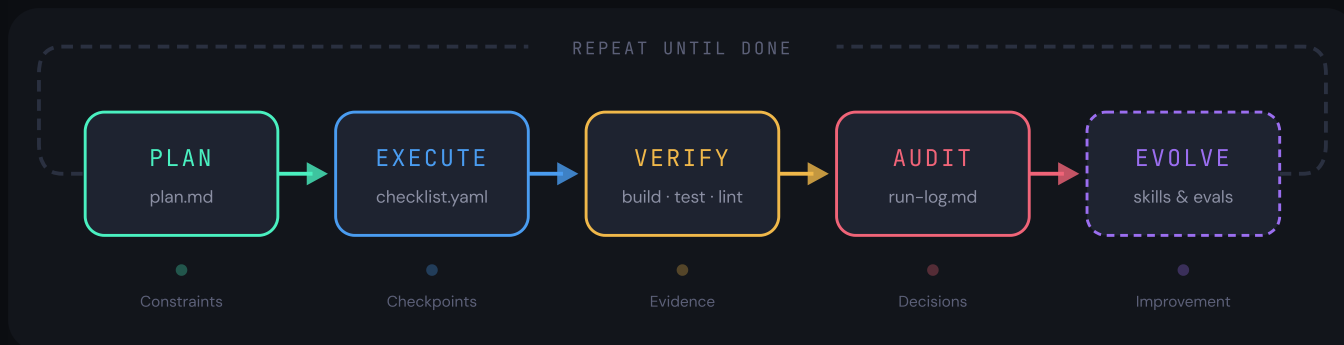 REPEAT UNTIL DONE
PLAN
plan.md
EXECUTE
checklist.yaml
VERIFY
build · test · lint
AUDIT
run-log.md
EVOLVE
skills & evals
Constraints
Checkpoints
Evidence
Decisions
Improvement